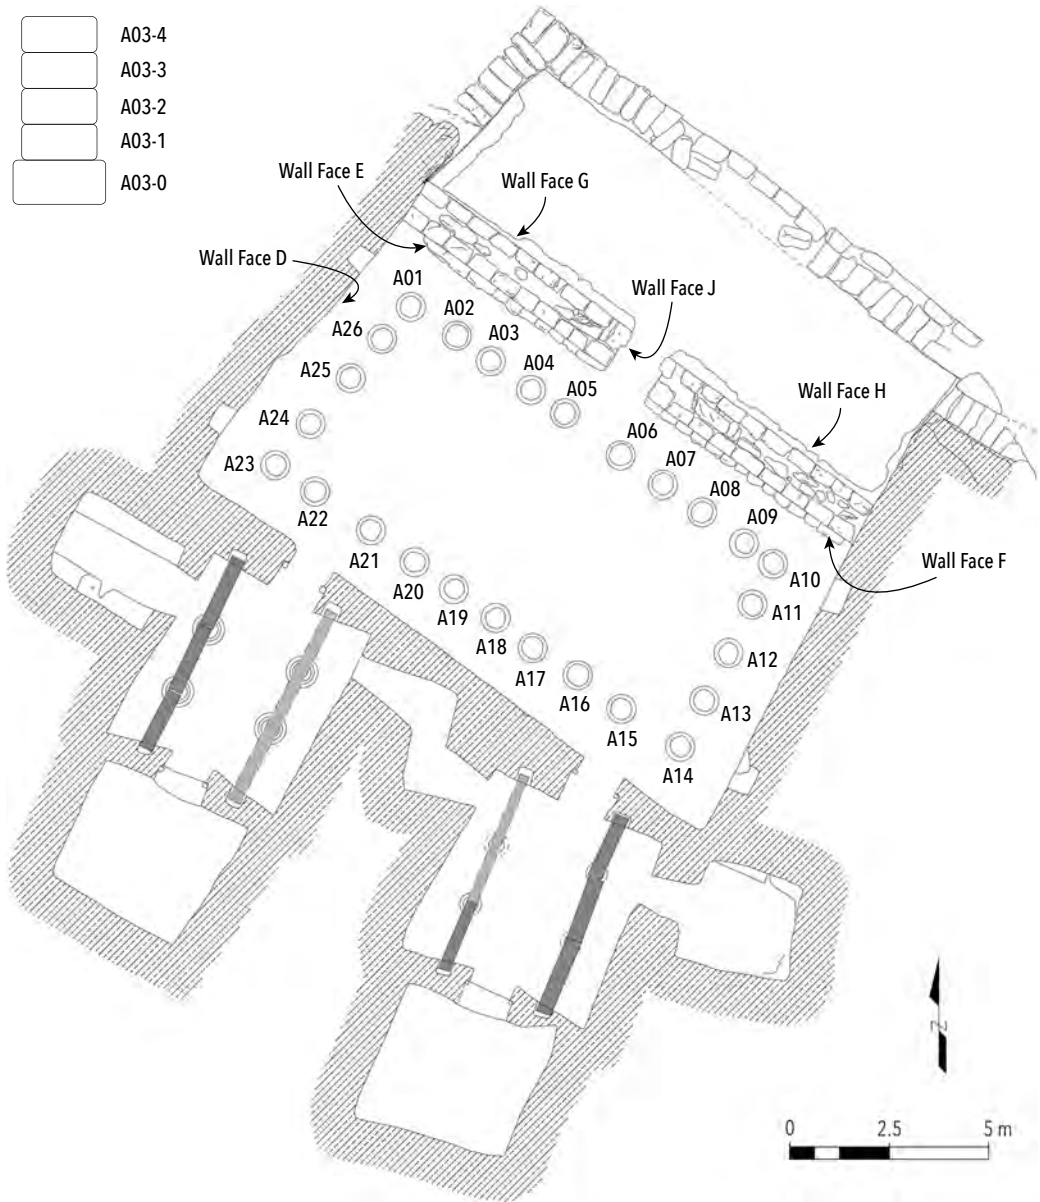 A03-4
A03-3
A03-2
A03-1
A03-0
Wall Face E
Wall Face G
Wall Face D
Wall Face J
Wall Face H
Wall Face F
A01
A02
A03
A04
A05
A06
A07
A08
A09
A10
A11
A12
A13
A14
A15
A16
A17
A18
A19
A20
A21
A22
A23
A24
A25
A26
N
0 2.5 5 m